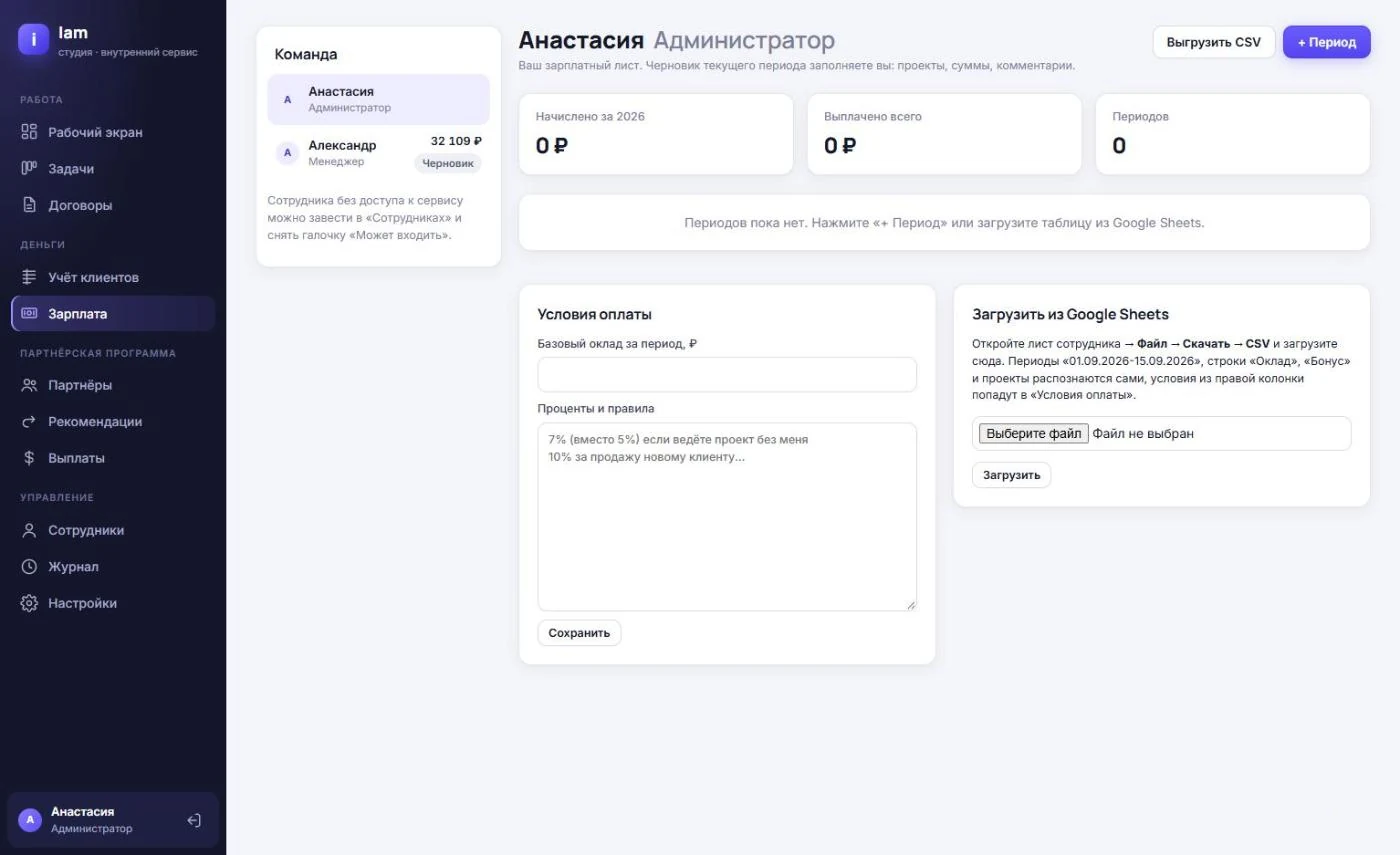 i
Iam
студия · внутренний сервис
РАБОТА
Рабочий экран
Задачи
Договоры
ДЕНЬГИ
Учёт клиентов
Зарплата
ПАРТНЁРСКАЯ ПРОГРАММА
Партнёры
Рекомендации
Выплаты
УПРАВЛЕНИЕ
Сотрудники
Журнал
Настройки
А
Анастасия
Администратор
Команда
А
Анастасия
Администратор
А
Александр
Менеджер
32 109 ₽
Черновик
Сотрудника без доступа к сервису
можно завести в «Сотрудниках» и
снять галочку «Может входить».
Анастасия Администратор
Ваш зарплатный лист. Черновик текущего периода заполняете вы: проекты, суммы, комментарии.
Выгрузить CSV
+ Период
Начислено за 2026
0 ₽
Выплачено всего
0 ₽
Периодов
0
Периодов пока нет. Нажмите «+ Период» или загрузите таблицу из Google Sheets.
Условия оплаты
Базовый оклад за период, ₽
Проценты и правила
7% (вместо 5%) если ведёте проект без меня
10% за продажу новому клиенту...
Сохранить
Загрузить из Google Sheets
Откройте лист сотрудника → Файл → Скачать → CSV и загрузите
сюда. Периоды «01.09.2026-15.09.2026», строки «Оклад», «Бонус»
и проекты распознаются сами, условия из правой колонки
попадут в «Условия оплаты».
Выберите файл Файл не выбран
Загрузить